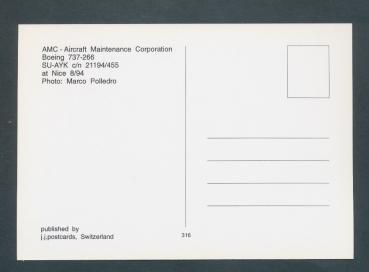 AMC - Aircraft Maintenance Corporation
Boeing 737-266
SU-AYK c/n 21194/455
at Nice 8/94
Photo: Marco Polledro
published by
j.j.postcards, Switzerland
316